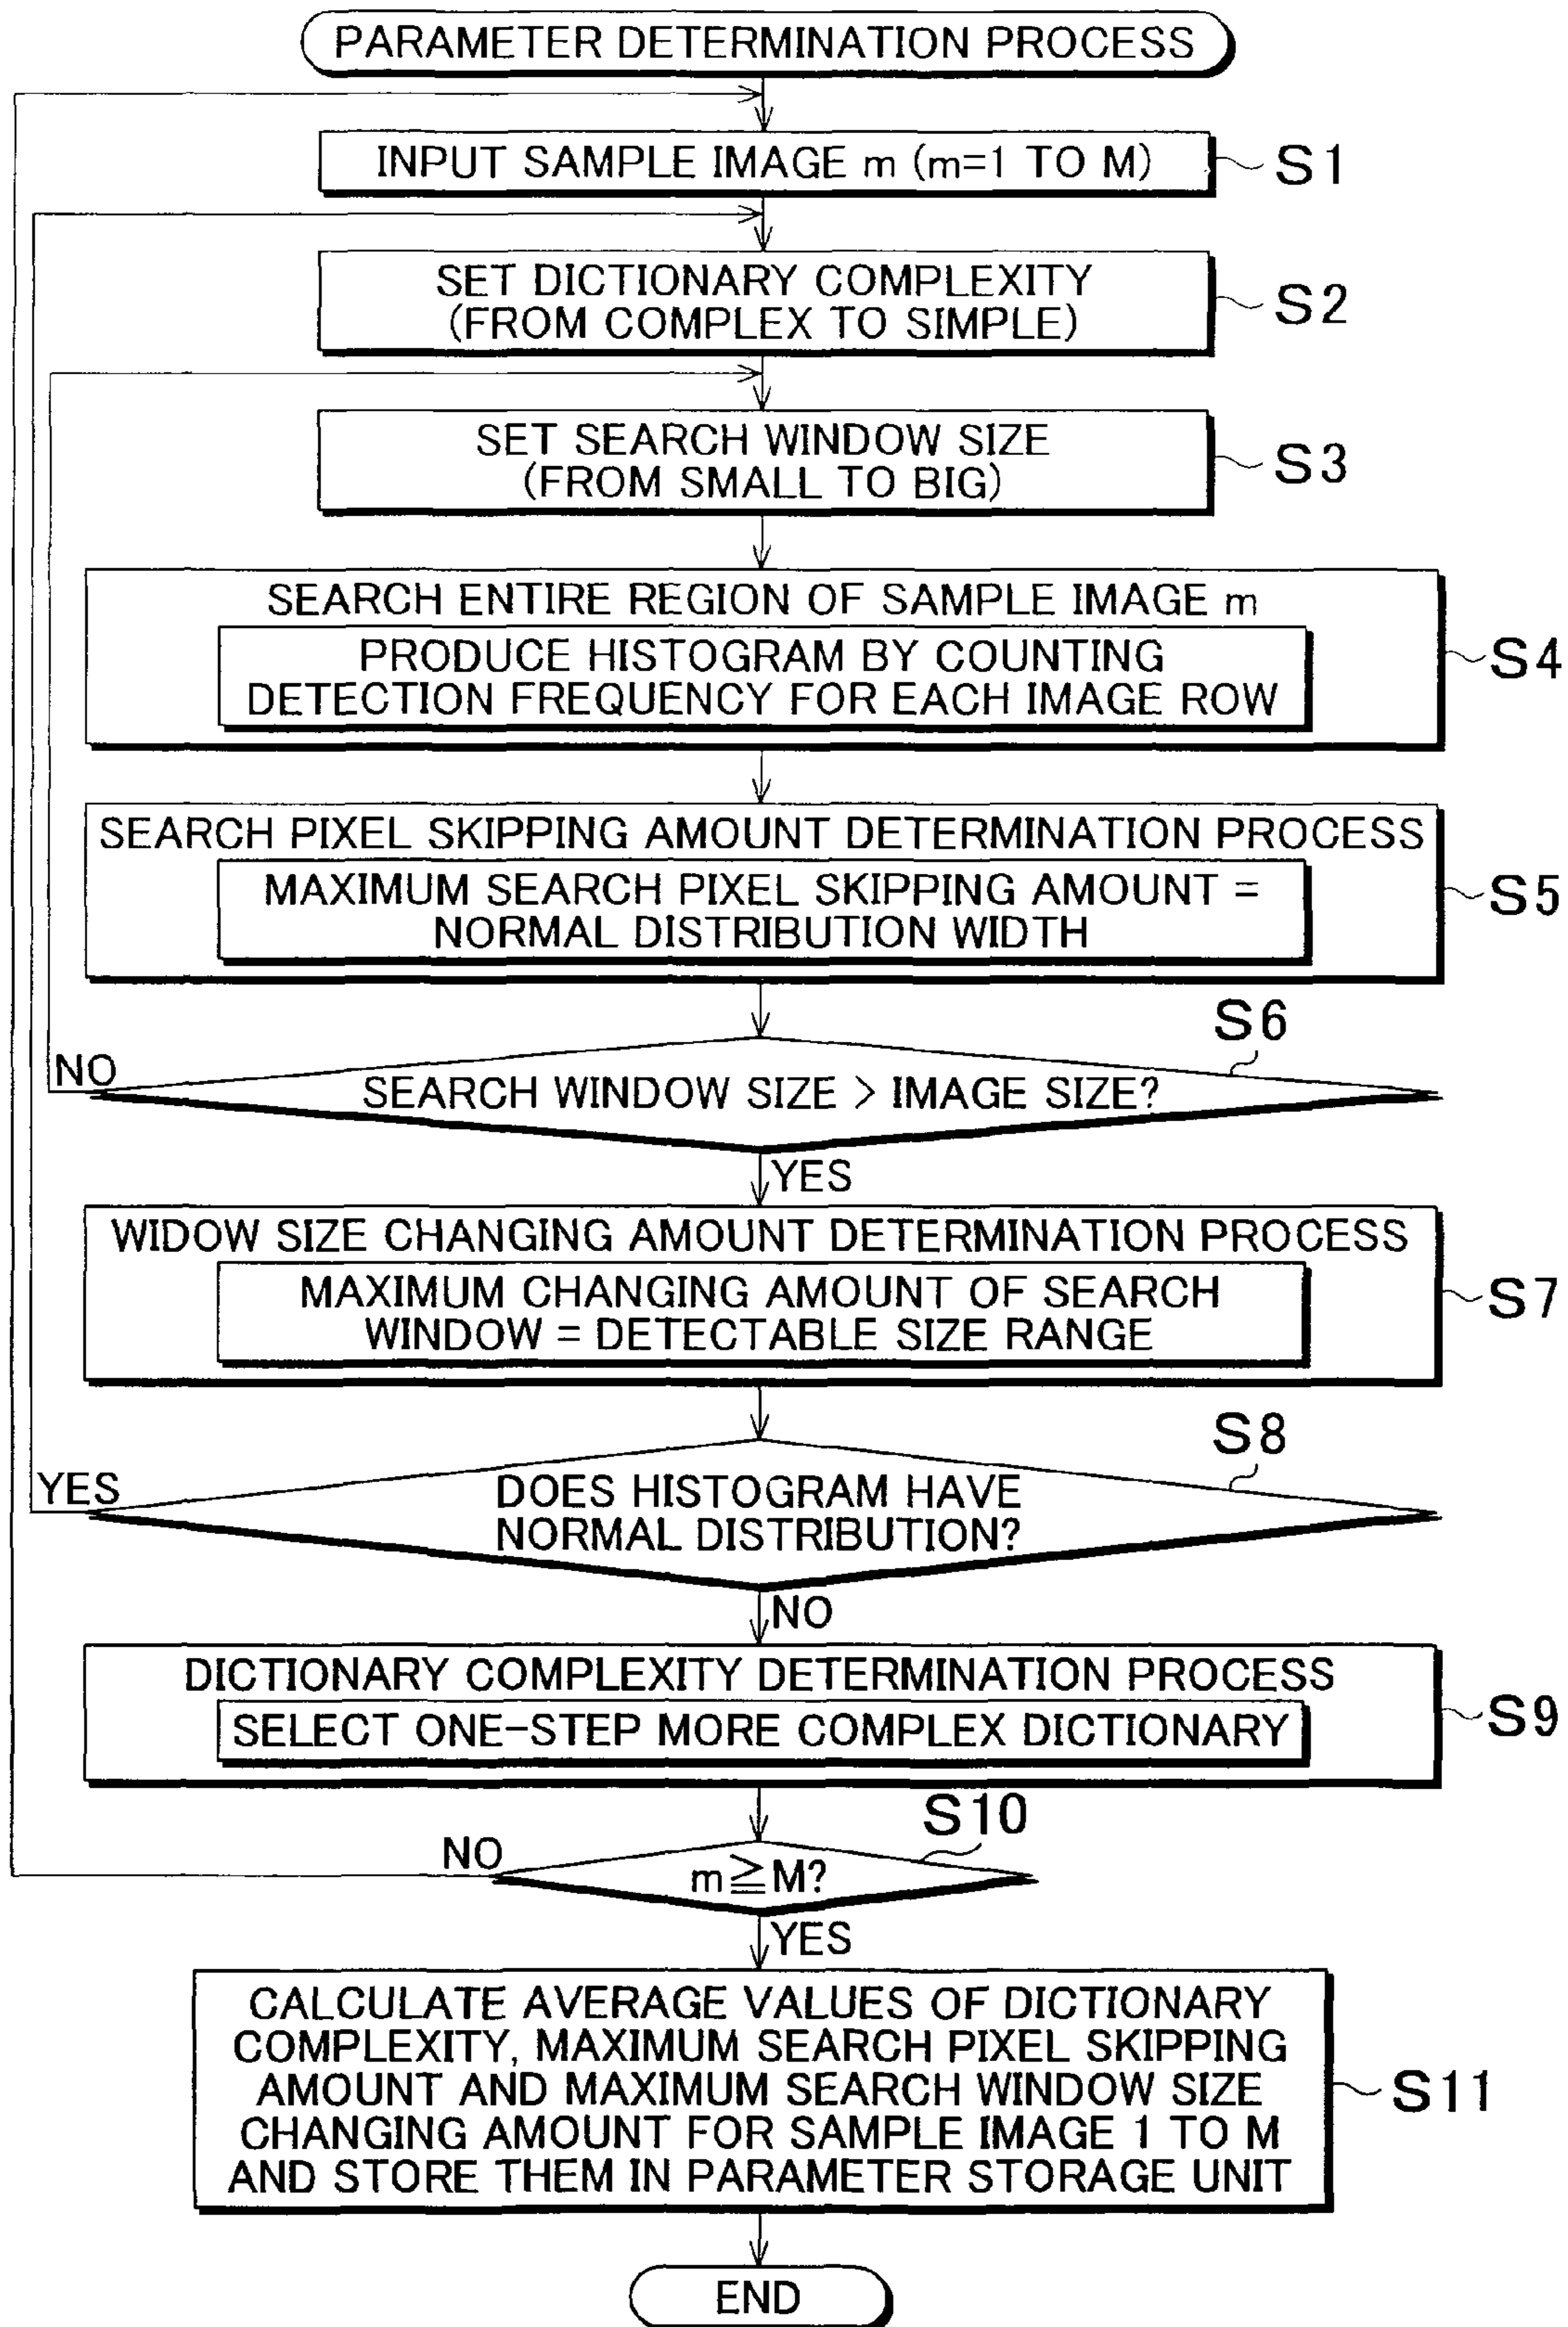 PARAMETER DETERMINATION PROCESS
INPUT SAMPLE IMAGE m (m=1 TO M)
S1
SET DICTIONARY COMPLEXITY
(FROM COMPLEX TO SIMPLE)
S2
SET SEARCH WINDOW SIZE
(FROM SMALL TO BIG)
S3
SEARCH ENTIRE REGION OF SAMPLE IMAGE m
PRODUCE HISTOGRAM BY COUNTING
DETECTION FREQUENCY FOR EACH IMAGE ROW
S4
SEARCH PIXEL SKIPPING AMOUNT DETERMINATION PROCESS
MAXIMUM SEARCH PIXEL SKIPPING AMOUNT =
NORMAL DISTRIBUTION WIDTH
S5
S6
NO
SEARCH WINDOW SIZE > IMAGE SIZE?
YES
WIDOW SIZE CHANGING AMOUNT DETERMINATION PROCESS
MAXIMUM CHANGING AMOUNT OF SEARCH
WINDOW = DETECTABLE SIZE RANGE
S7
S8
YES
DOES HISTOGRAM HAVE
NORMAL DISTRIBUTION?
NO
DICTIONARY COMPLEXITY DETERMINATION PROCESS
SELECT ONE-STEP MORE COMPLEX DICTIONARY
S9
S10
NO
m≧M?
YES
CALCULATE AVERAGE VALUES OF DICTIONARY
COMPLEXITY, MAXIMUM SEARCH PIXEL SKIPPING
AMOUNT AND MAXIMUM SEARCH WINDOW SIZE
CHANGING AMOUNT FOR SAMPLE IMAGE 1 TO M
AND STORE THEM IN PARAMETER STORAGE UNIT
S11
END